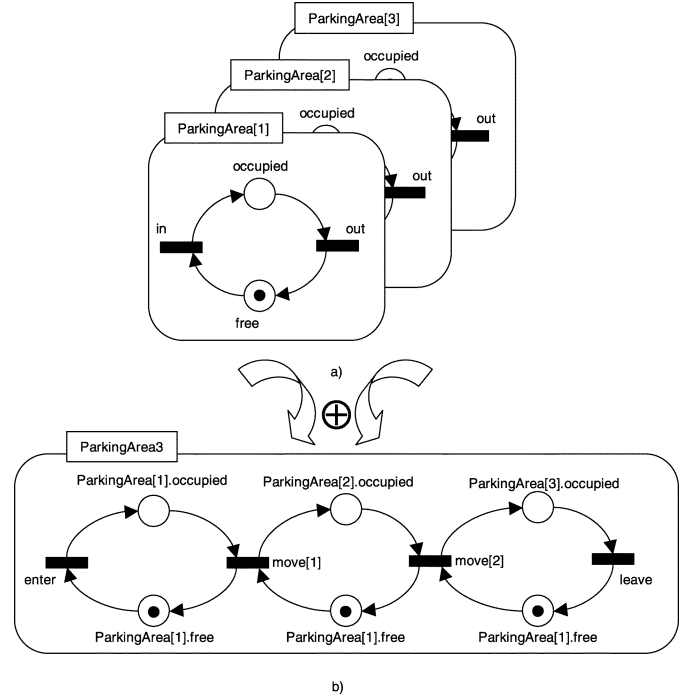 ParkingArea[3]
occupied
ParkingArea[2]
occupied
out
ParkingArea[1]
occupied
out
in
out
free
a)
ParkingArea3
ParkingArea[1].occupied
ParkingArea[2].occupied
ParkingArea[3].occupied
enter
move[1]
move[2]
leave
ParkingArea[1].free
ParkingArea[1].free
ParkingArea[1].free
b)